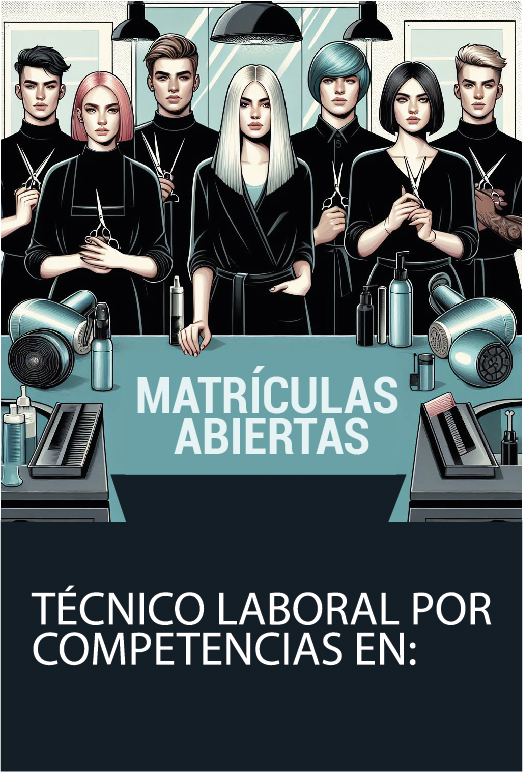 MATRÍCULAS
ABIERTAS
TÉCNICO LABORAL POR
COMPETENCIAS EN: